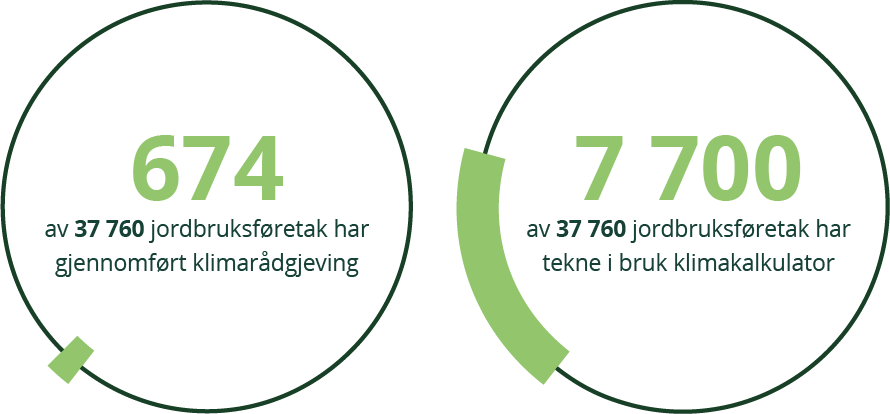 674
av 37 760 jordbruksføretak har
gjennomført klimarådgjeving
7 700
av 37 760 jordbruksføretak har
tekne i bruk klimakalkulator